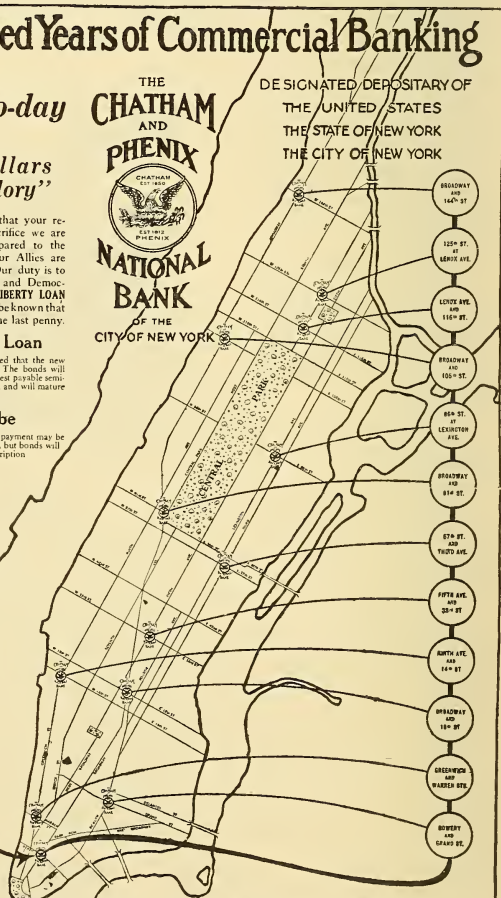 ed Years of Commercial Banking
o-day
llars
lory”
that your re-
crifice we are
pared to the
ur Allies are
Our duty is to
and Democ-
IBERTY LOAN
be known that
he last penny.
Loan
ed that the new
The bonds will
est payable semi-
and will mature
be
payment may be
but bonds will
ription
THE
CHATHAM
AND
PHENIX
CHATHAM
EST 1850
EST 1812
PHENIX
NATIONAL
BANK
OF THE
CITY OF NEW YORK
DESIGNATED DEPOSITARY OF
THE UNITED STATES
THE STATE OF NEW YORK
THE CITY OF NEW YORK
BROADWAY
AND
144TH ST
125TH ST.
AT
LENOX AVE.
LENOX AVE.
AND
116TH ST.
BROADWAY
AND
105TH ST.
86TH ST.
AT
LEXINGTON
AVE.
BROADWAY
AND
61ST ST.
57TH ST.
AND
THIRD AVE.
FIFTH AVE.
AND
33RD ST
NINTH AVE.
AND
14TH ST
BROADWAY
AND
18TH ST.
GREENWICH
AND
WARREN STS.
BOWERY
AND
GRAND ST.
CENTRAL
PARK